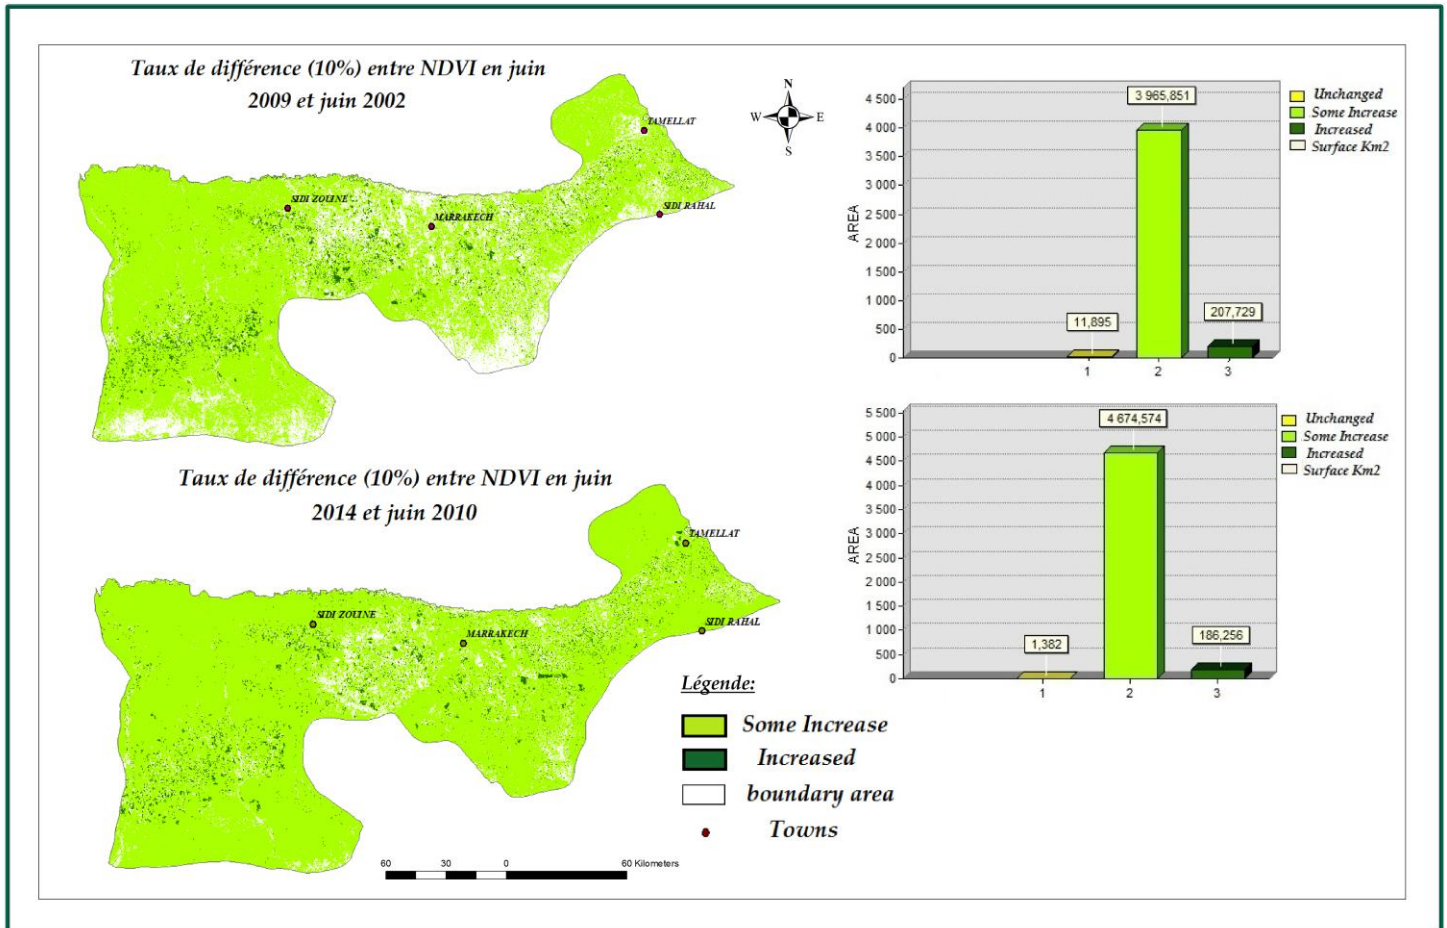 Taux de différence (10%) entre NDVI en juin
2009 et juin 2002
TAMELLAT
SIDI ZOUINE
MARRAKECH
SIDI RAHAL
N
W
E
S
4 500
4 000
3 500
3 000
2 500
2 000
1 500
1 000
500
0
AREA
3 965,851
11,895
207,729
1
2
3
Unchanged
Some Increase
Increased
Surface Km2
Taux de différence (10%) entre NDVI en juin
2014 et juin 2010
TAMELLAT
SIDI ZOUINE
MARRAKECH
SIDI RAHAL
5 500
5 000
4 500
4 000
3 500
3 000
2 500
2 000
1 500
1 000
500
0
AREA
4 674,574
1,382
186,256
1
2
3
Unchanged
Some Increase
Increased
Surface Km2
Légende:
Some Increase
Increased
boundary area
Towns
60
30
0
60 Kilometers